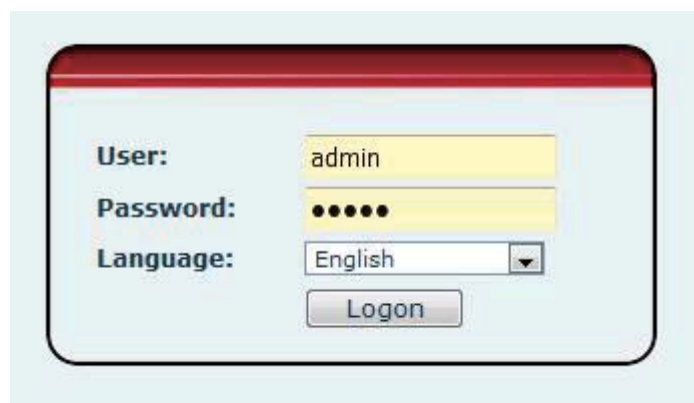 User: admin
Password: •••••
Language: English
Logon